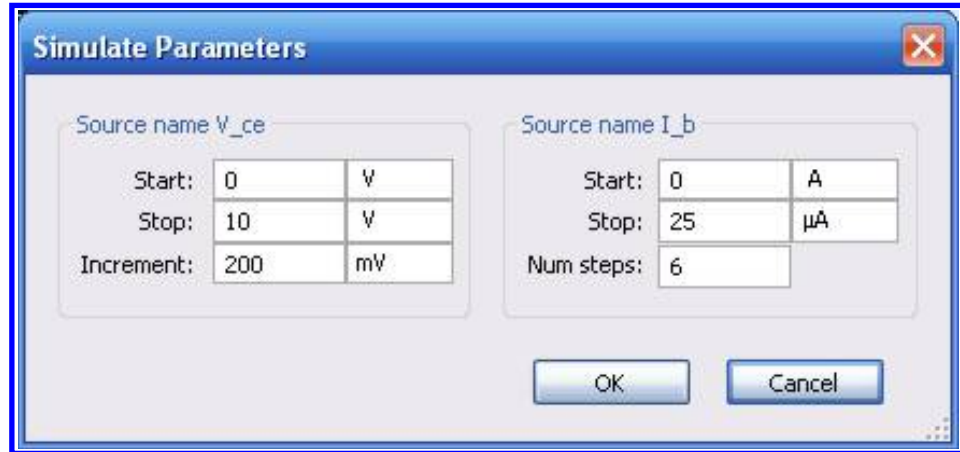 Simulate Parameters
Source name V_ce
Start: 0 V
Stop: 10 V
Increment: 200 mV
Source name I_b
Start: 0 A
Stop: 25 µA
Num steps: 6
OK Cancel